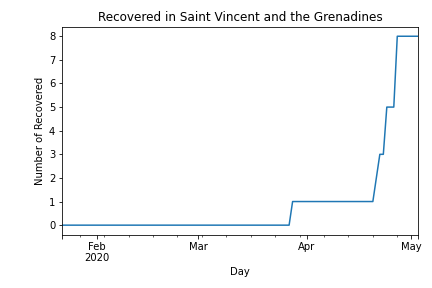 Recovered in Saint Vincent and the Grenadines
Number of Recovered
8
7
6
5
4
3
2
1
0
Feb
2020
Mar
Apr
May
Day